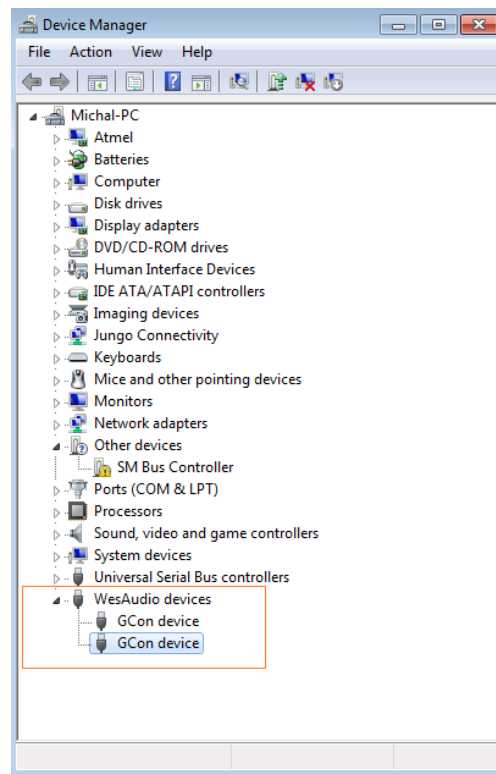 Device Manager
File Action View Help
Michal-PC
Atmel
Batteries
Computer
Disk drives
Display adapters
DVD/CD-ROM drives
Human Interface Devices
IDE ATA/ATAPI controllers
Imaging devices
Jungo Connectivity
Keyboards
Mice and other pointing devices
Monitors
Network adapters
Other devices
SM Bus Controller
Ports (COM & LPT)
Processors
Sound, video and game controllers
System devices
Universal Serial Bus controllers
WesAudio devices
GCon device
GCon device